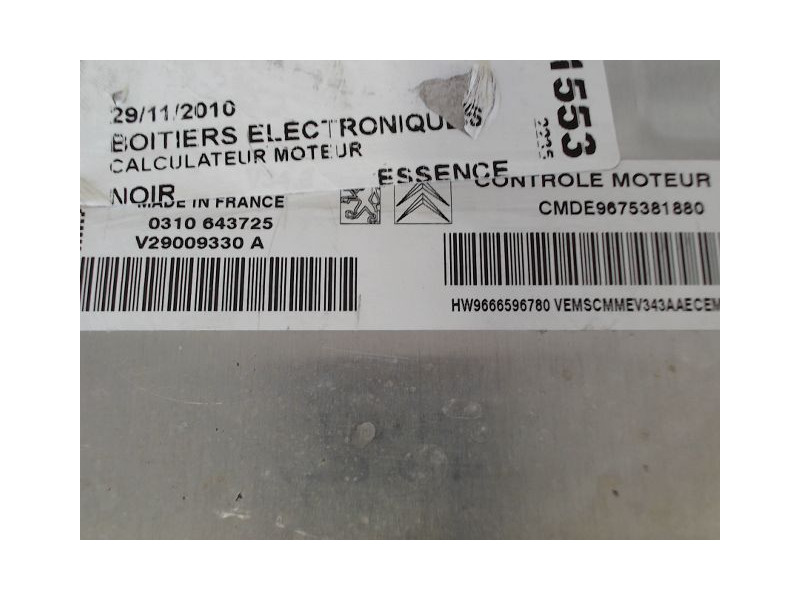 29/11/2010
BOITIERS ELECTRONIQUES
CALCULATEUR MOTEUR
ESSENCE
NOIR
1553
MADE IN FRANCE
0310 643725
V29009330 A
CONTROLE MOTEUR
CMDE9675381880
HW9666596780 VEMSCMMEV343AAECEM